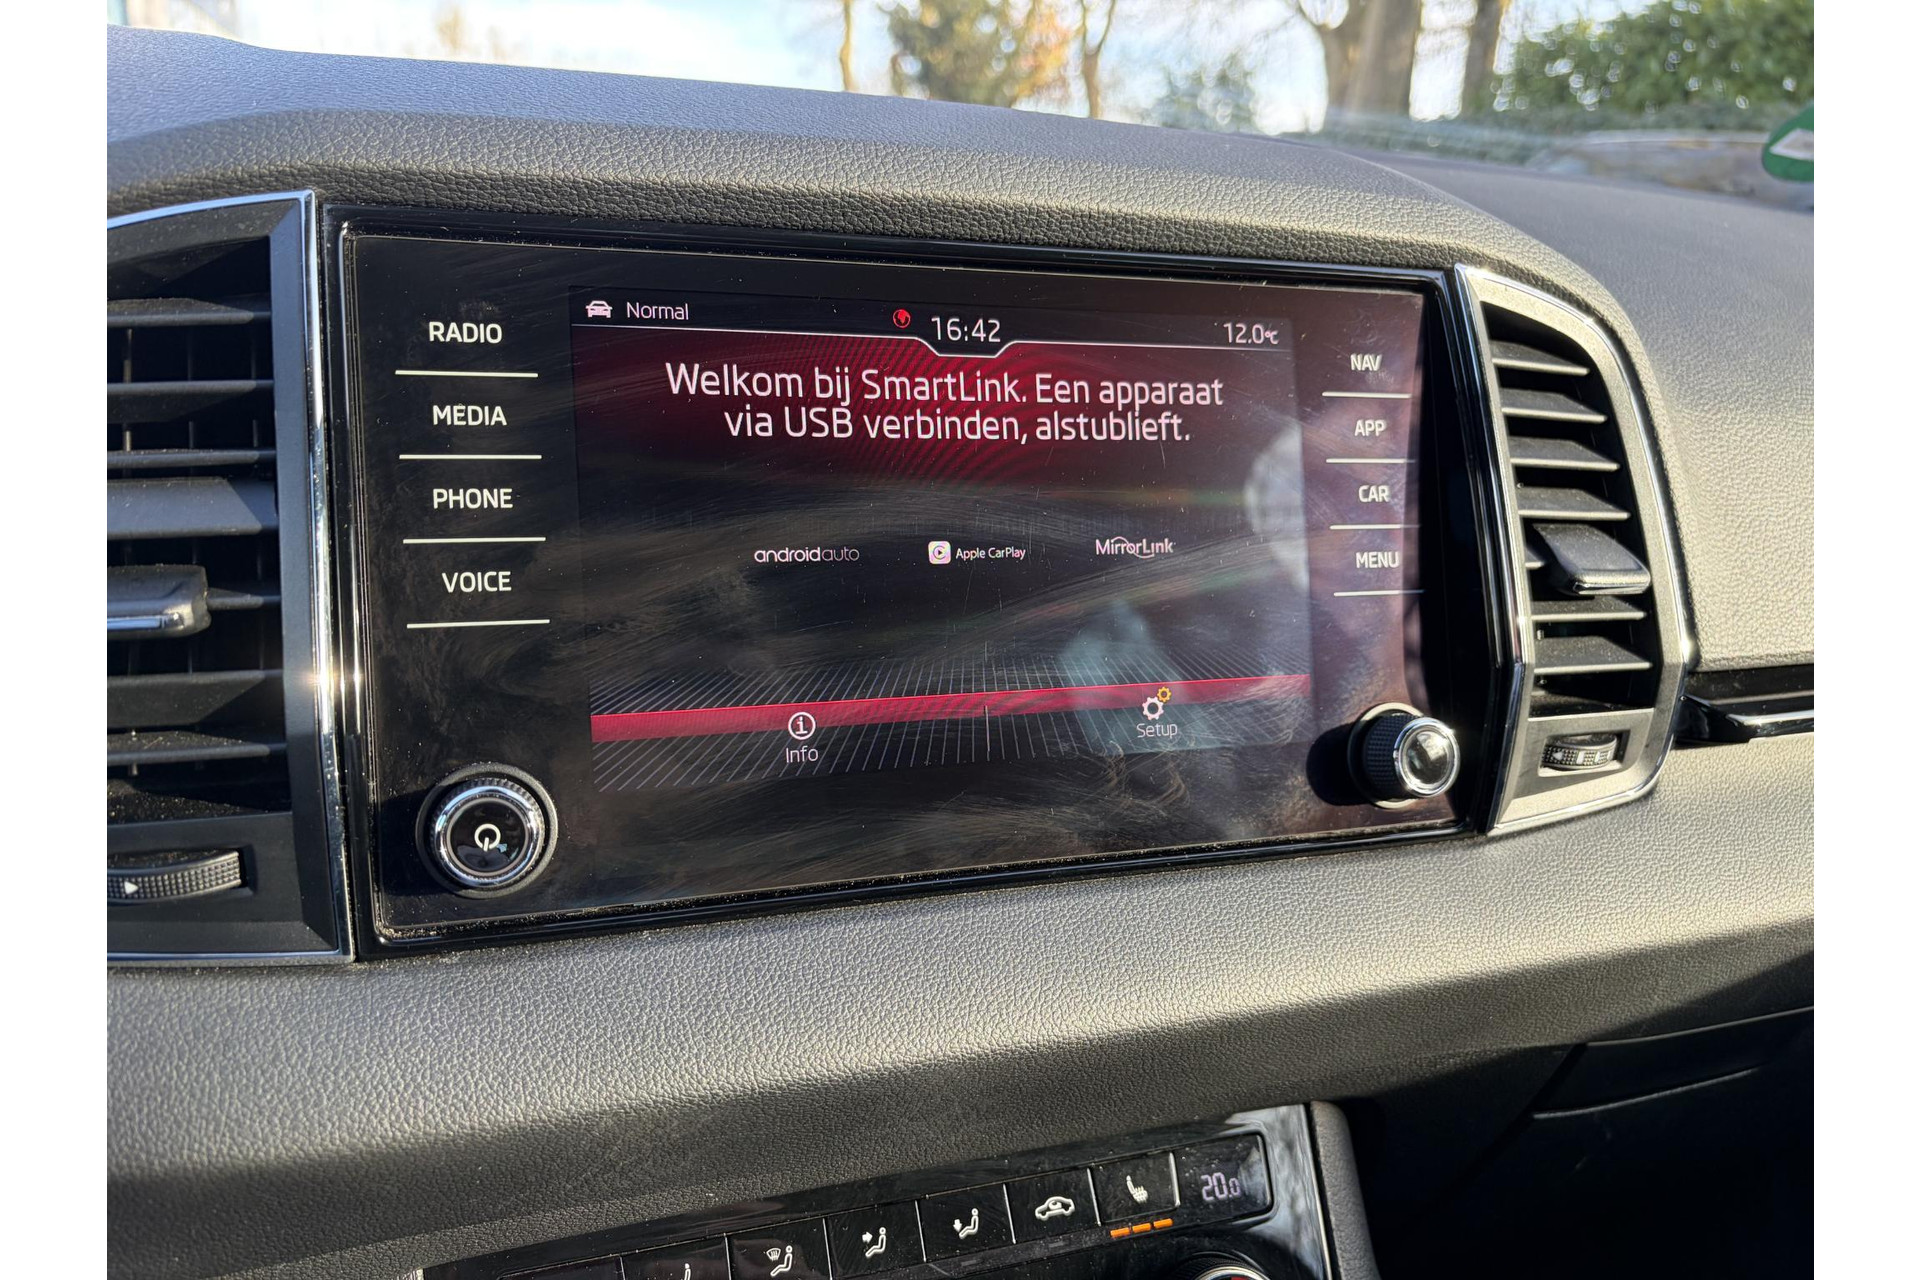 Normal
16:42
12.0°C
RADIO
MEDIA
PHONE
VOICE
Welkom bij SmartLink. Een apparaat
via USB verbinden, alstublieft.
androidauto
Apple CarPlay
MirrorLink
Info
Setup
NAV
APP
CAR
MENU
20.0